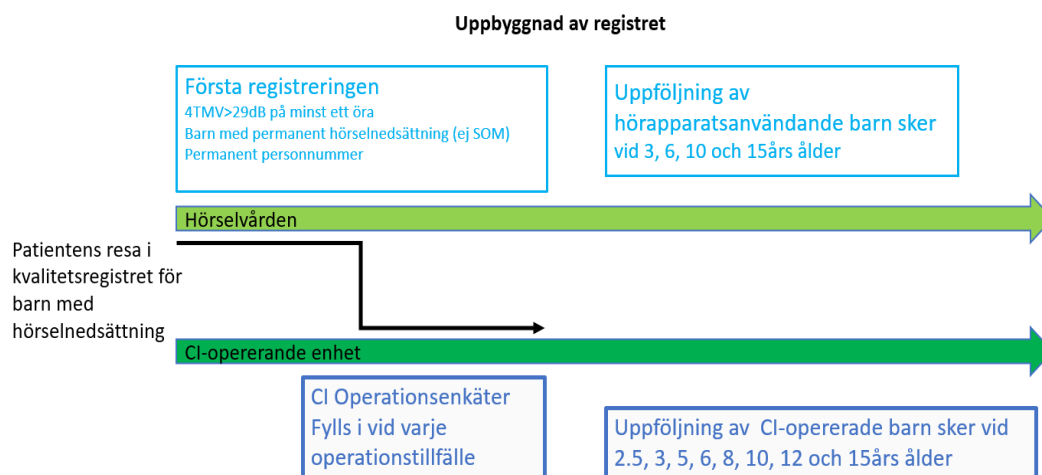 Uppbyggnad av registret
Första registreringen
4TMV>29dB på minst ett öra
Barn med permanent hörselnedsättning (ej SOM)
Permanent personnummer
Uppföljning av
hörapparatsanvändande barn sker
vid 3, 6, 10 och 15års ålder
Hörselvården
Patientens resa i
kvalitetsregistret för
barn med
hörselnedsättning
CI-opererande enhet
CI Operationsenkäter
Fylls i vid varje
operationstillfälle
Uppföljning av  CI-opererade barn sker vid
2.5, 3, 5, 6, 8, 10, 12 och 15års ålder